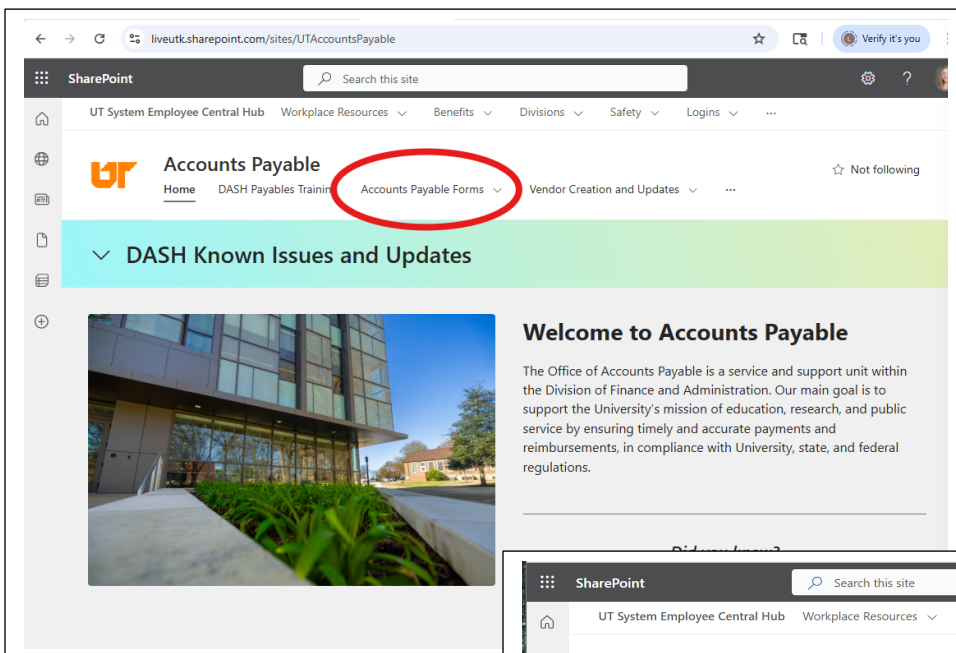 liveutk.sharepoint.com/sites/UTAccountsPayable
Verify it's you
SharePoint
Search this site
UT System Employee Central Hub Workplace Resources Benefits Divisions Safety Logins ...
UT
Accounts Payable
Not following
Home DASH Payables Accounts Payable Forms Vendor Creation and Updates ...
DASH Known Issues and Updates
Welcome to Accounts Payable
The Office of Accounts Payable is a service and support unit within
the Division of Finance and Administration. Our main goal is to
support the University's mission of education, research, and public
service by ensuring timely and accurate payments and
reimbursements, in compliance with University, state, and federal
regulations.
Did you know?
SharePoint
Search this site
UT System Employee Central Hub Workplace Resources